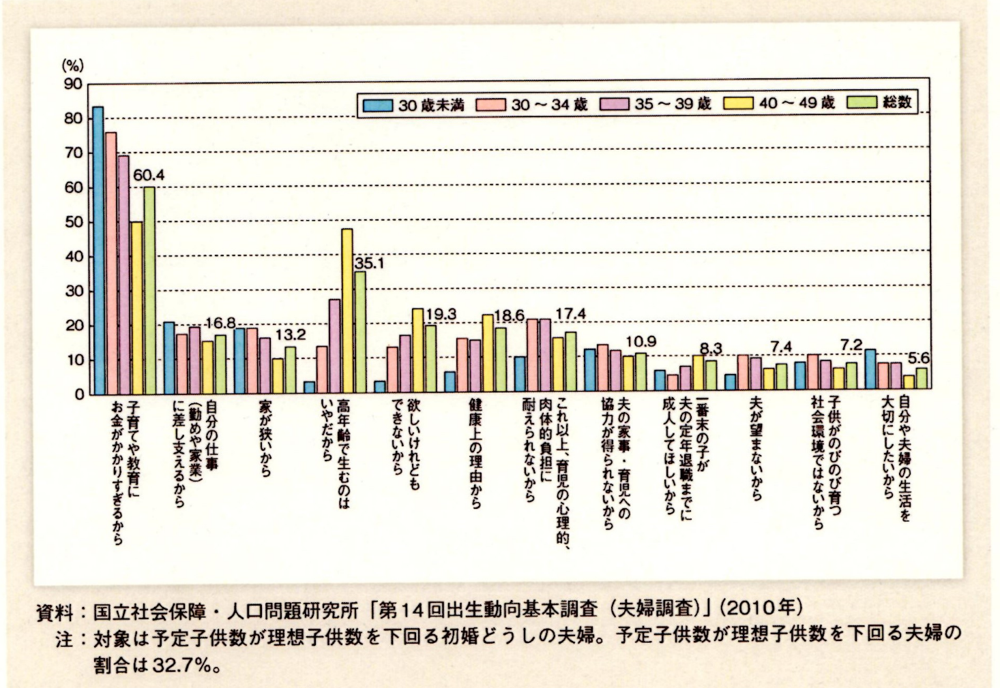 (%)
90
80
70
60
50
40
30
20
10
0
30歳未満 30～34歳 35～39歳 40～49歳 総数
60.4
16.8
13.2
35.1
19.3
18.6
17.4
10.9
8.3
7.4
7.2
5.6
子育てや教育に
お金がかかりすぎるから
自分の仕事
(勤めや家業)
に差し支えるから
家が狭いから
高年齢で生むのは
いやだから
欲しいけれども
できないから
健康上の理由から
これ以上、育児の心理的、
肉体的負担に
耐えられないから
夫の家事・育児への
協力が得られないから
一番末の子が
夫の定年退職までに
成人してほしいから
夫が望まないから
子供がのびのび育つ
社会環境ではないから
自分や夫婦の生活を
大切にしたいから
資料：国立社会保障・人口問題研究所「第14回出生動向基本調査（夫婦調査）」（2010年）
注：対象は予定子供数が理想子供数を下回る初婚どうしの夫婦。予定子供数が理想子供数を下回る夫婦の
割合は32.7%。